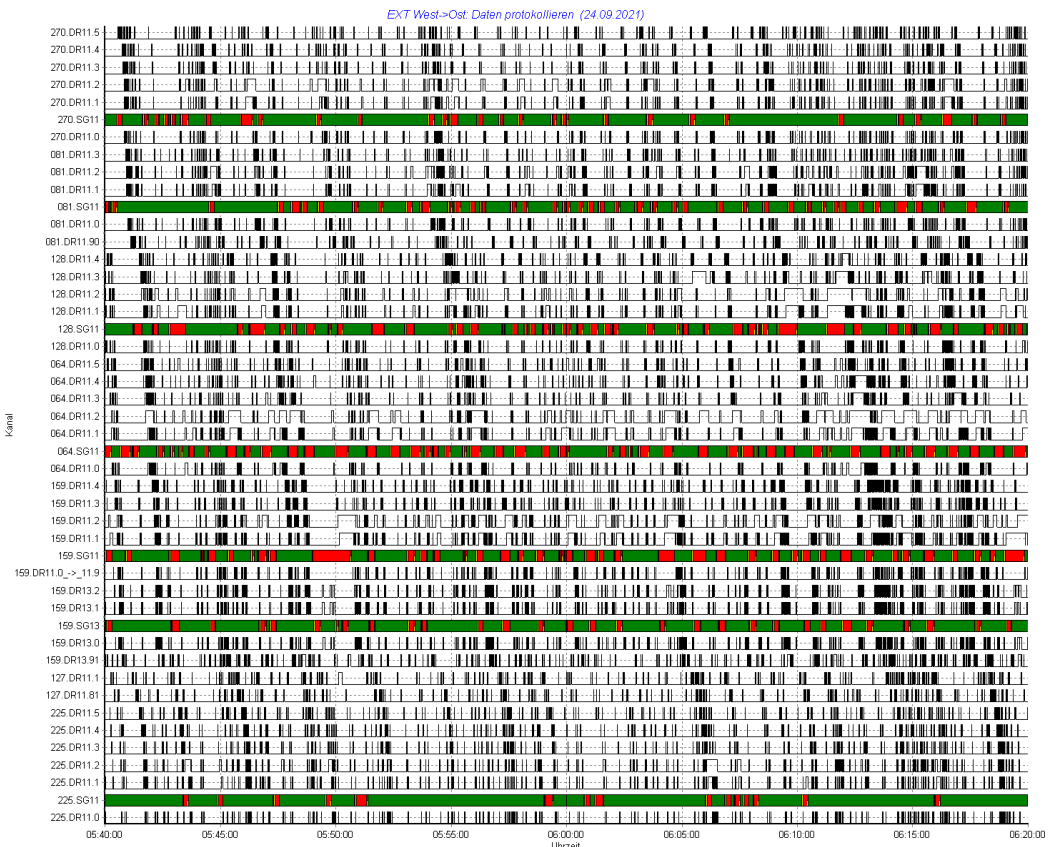 EXT West->Ost: Daten protokollieren (24.09.2021)
270.DR11.5
270.DR11.4
270.DR11.3
270.DR11.2
270.DR11.1
270.SG11
270.DR11.0
081.DR11.3
081.DR11.2
081.DR11.1
081.SG11
081.DR11.0
081.DR11.90
128.DR11.4
128.DR11.3
128.DR11.2
128.DR11.1
128.SG11
128.DR11.0
064.DR11.5
064.DR11.4
064.DR11.3
064.DR11.2
064.DR11.1
064.SG11
064.DR11.0
159.DR11.4
159.DR11.3
159.DR11.2
159.DR11.1
159.SG11
159.DR11.0_->_11.9
159.DR13.2
159.DR13.1
159.SG13
159.DR13.0
159.DR13.91
127.DR11.1
127.DR11.81
225.DR11.5
225.DR11.4
225.DR11.3
225.DR11.2
225.DR11.1
225.SG11
225.DR11.0
Kanal
05:40:00 05:45:00 05:50:00 05:55:00 06:00:00 06:05:00 06:10:00 06:15:00 06:20:00
Uhrzeit